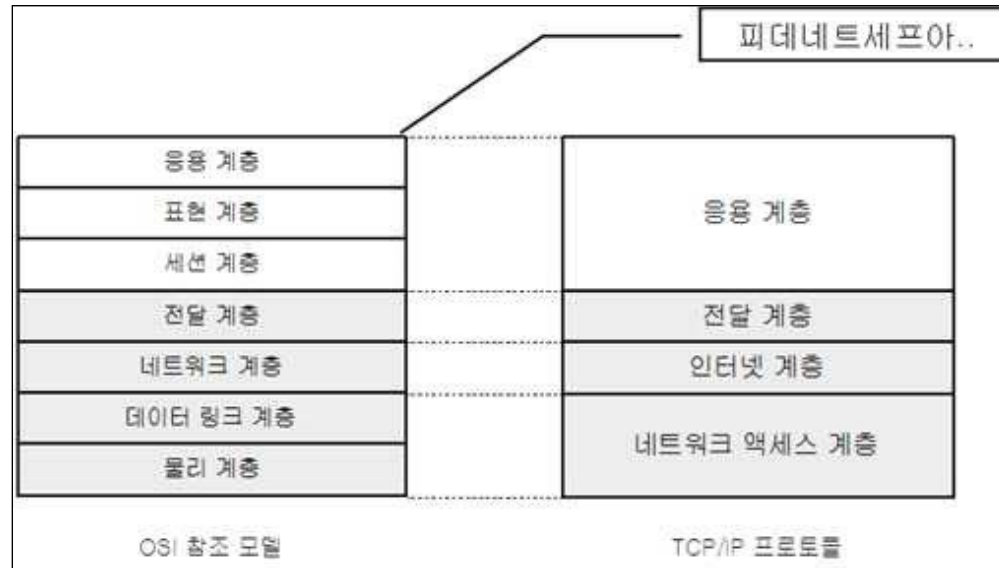 피데네트세프아..
응용 계층
표현 계층
세션 계층
전달 계층
네트워크 계층
데이터 링크 계층
물리 계층
OSI 참조 모델
응용 계층
전달 계층
인터넷 계층
네트워크 액세스 계층
TCP/IP 프로토콜